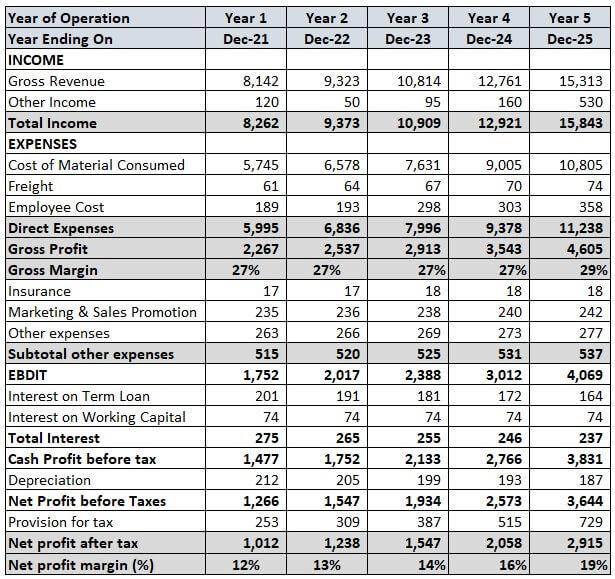 Year of Operation Year 1 Year 2 Year 3 Year 4 Year 5
Year Ending On Dec-21 Dec-22 Dec-23 Dec-24 Dec-25
INCOME
Gross Revenue 8,142 9,323 10,814 12,761 15,313
Other Income 120 50 95 160 530
Total Income 8,262 9,373 10,909 12,921 15,843
EXPENSES
Cost of Material Consumed 5,745 6,578 7,631 9,005 10,805
Freight 61 64 67 70 74
Employee Cost 189 193 298 303 358
Direct Expenses 5,995 6,836 7,996 9,378 11,238
Gross Profit 2,267 2,537 2,913 3,543 4,605
Gross Margin 27% 27% 27% 27% 29%
Insurance 17 17 18 18 18
Marketing & Sales Promotion 235 236 238 240 242
Other expenses 263 266 269 273 277
Subtotal other expenses 515 520 525 531 537
EBDIT 1,752 2,017 2,388 3,012 4,069
Interest on Term Loan 201 191 181 172 164
Interest on Working Capital 74 74 74 74 74
Total Interest 275 265 255 246 237
Cash Profit before tax 1,477 1,752 2,133 2,766 3,831
Depreciation 212 205 199 193 187
Net Profit before Taxes 1,266 1,547 1,934 2,573 3,644
Provision for tax 253 309 387 515 729
Net profit after tax 1,012 1,238 1,547 2,058 2,915
Net profit margin (%) 12% 13% 14% 16% 19%